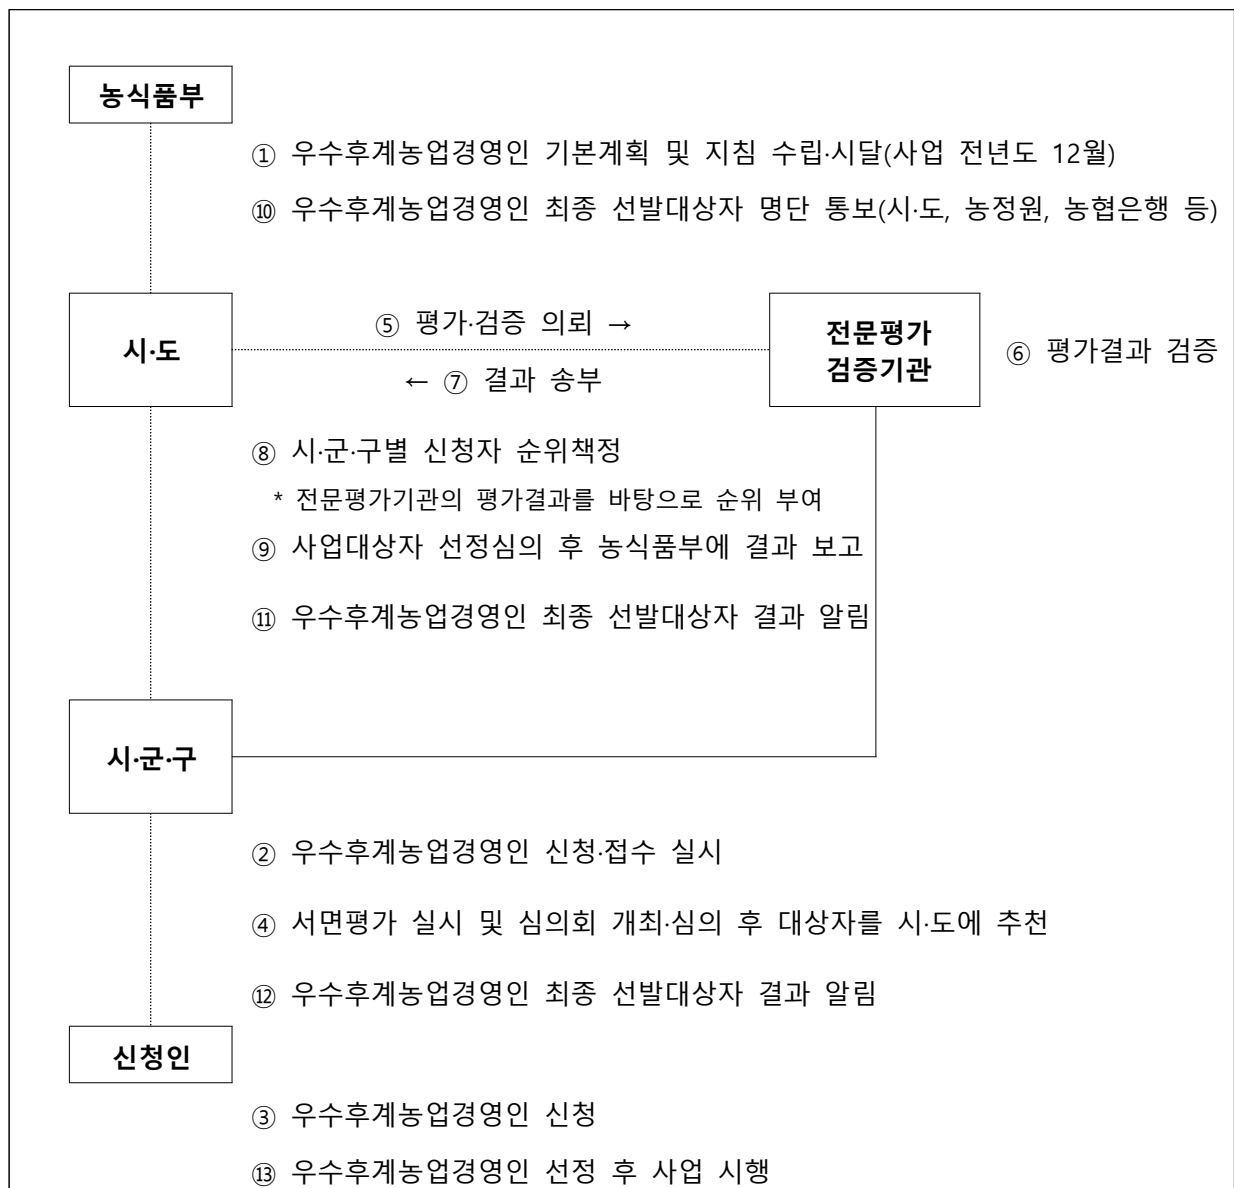 농식품부
① 우수후계농업경영인 기본계획 및 지침 수립·시달(사업 전년도 12월)
⑩ 우수후계농업경영인 최종 선발대상자 명단 통보(시·도, 농정원, 농협은행 등)
시·도
⑤ 평가·검증 의뢰 →
← ⑦ 결과 송부
전문평가
검증기관
⑥ 평가결과 검증
⑧ 시·군·구별 신청자 순위책정
* 전문평가기관의 평가결과를 바탕으로 순위 부여
⑨ 사업대상자 선정심의 후 농식품부에 결과 보고
⑪ 우수후계농업경영인 최종 선발대상자 결과 알림
시·군·구
② 우수후계농업경영인 신청·접수 실시
④ 서면평가 실시 및 심의회 개최·심의 후 대상자를 시·도에 추천
⑫ 우수후계농업경영인 최종 선발대상자 결과 알림
신청인
③ 우수후계농업경영인 신청
⑬ 우수후계농업경영인 선정 후 사업 시행